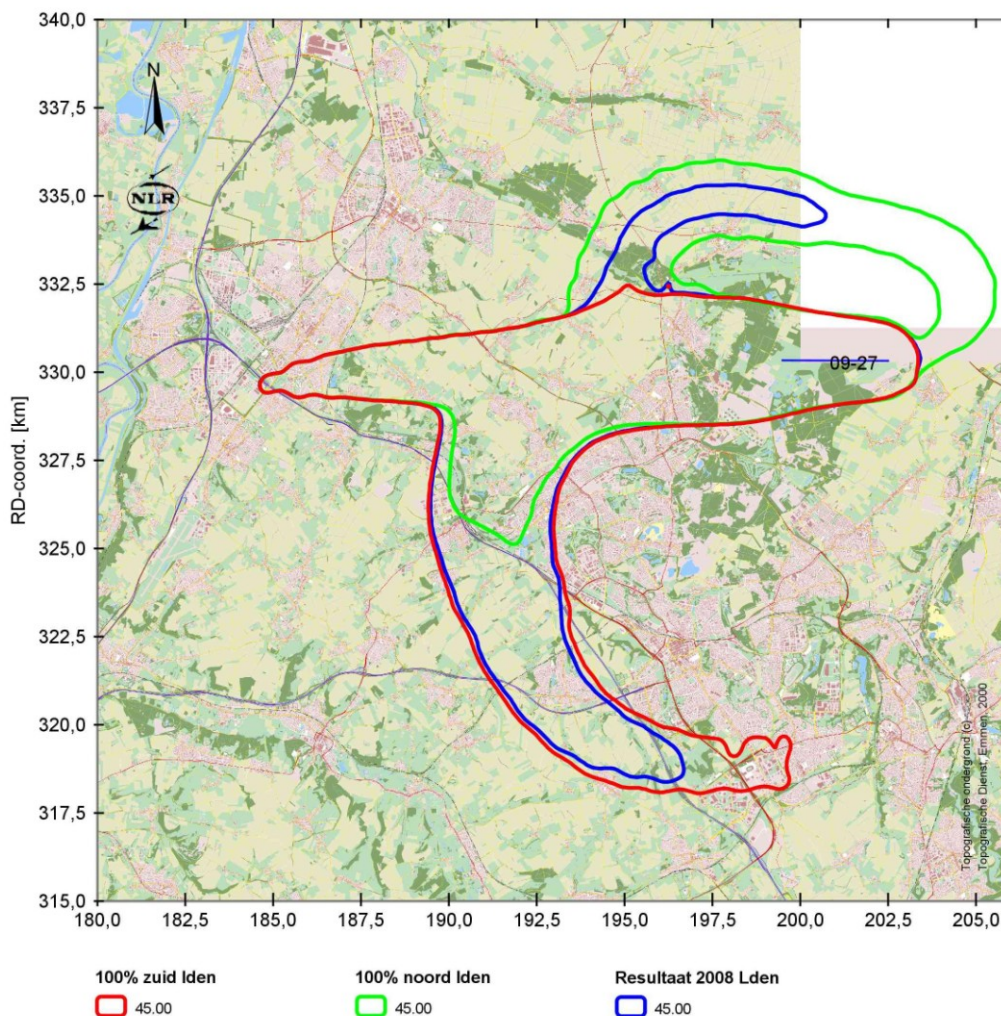 340,0
337,5
335,0
332,5
330,0
327,5
325,0
322,5
320,0
317,5
315,0
RD-coord. [km]
N
NLR
09-27
Topografische ondergrond (c)
Topografische Dienst, Emmen, 2000
180,0 182,5 185,0 187,5 190,0 192,5 195,0 197,5 200,0 202,5 205,0
100% zuid lden 100% noord lden Resultaat 2008 Lden
45.00 45.00 45.00